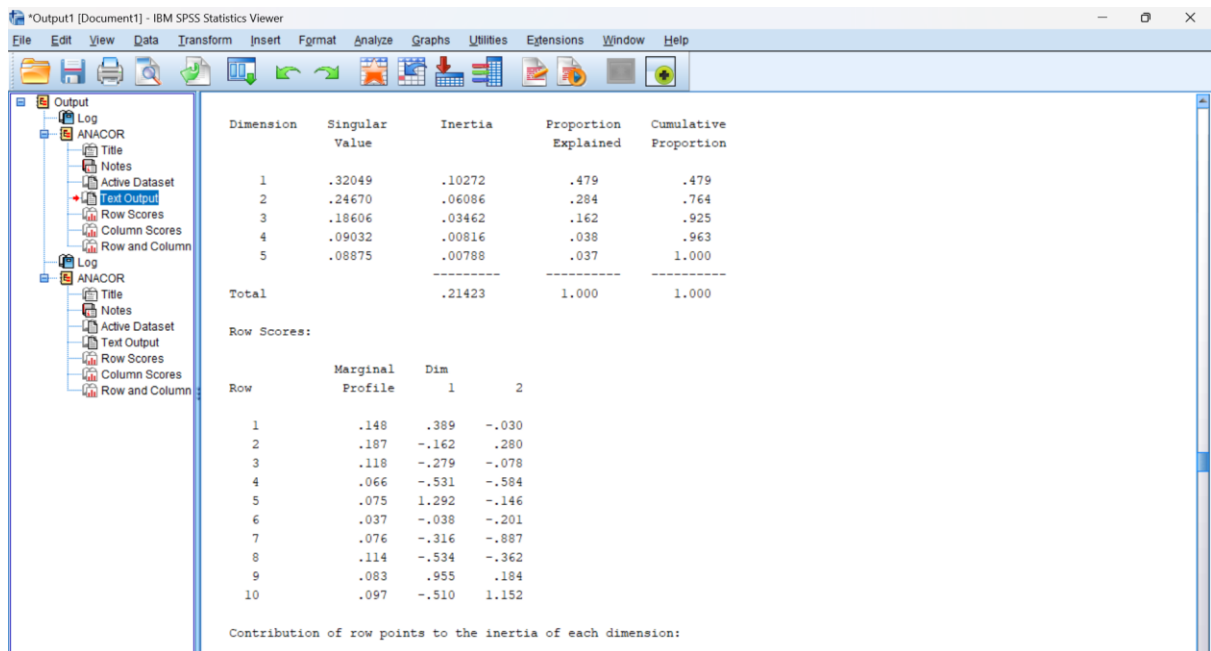 *Output1 [Document1] - IBM SPSS Statistics Viewer
File Edit View Data Transform Insert Format Analyze Graphs Utilities Extensions Window Help
Output
Log
ANACOR
Title
Notes
Active Dataset
Text Output
Row Scores
Column Scores
Row and Column
Log
ANACOR
Title
Notes
Active Dataset
Text Output
Row Scores
Column Scores
Row and Column
Dimension Singular Inertia Proportion Cumulative
Value Explained Proportion
1 .32049 .10272 .479 .479
2 .24670 .06086 .284 .764
3 .18606 .03462 .162 .925
4 .09032 .00816 .038 .963
5 .08875 .00788 .037 1.000
--------- ---------- ----------
Total .21423 1.000 1.000
Row Scores:
Marginal Dim
Row Profile 1 2
1 .148 .389 -.030
2 .187 -.162 .280
3 .118 -.279 -.078
4 .066 -.531 -.584
5 .075 1.292 -.146
6 .037 -.038 -.201
7 .076 -.316 -.887
8 .114 -.534 -.362
9 .083 .955 .184
10 .097 -.510 1.152
Contribution of row points to the inertia of each dimension: